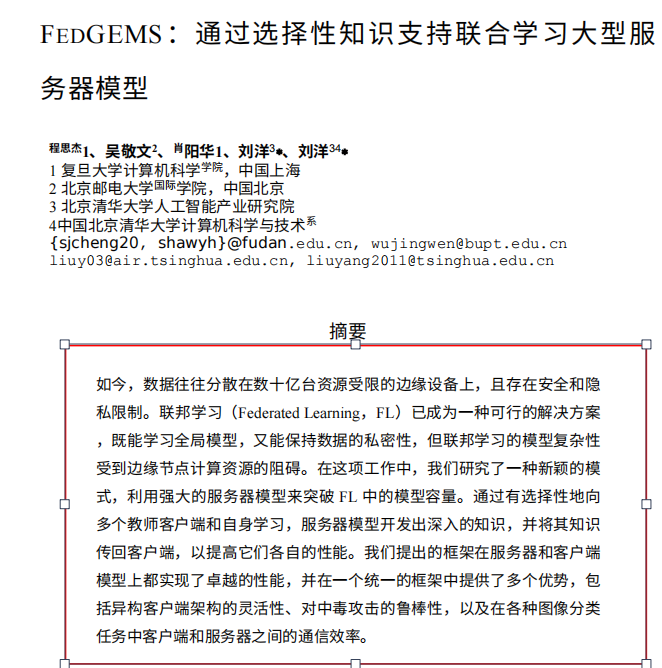 FEDGEMS：通过选择性知识支持联合学习大型服
务器模型
程思杰1、吴敬文2、肖阳华1、刘洋3*、刘洋34*
1 复旦大学计算机科学学院，中国上海
2 北京邮电大学国际学院，中国北京
3 北京清华大学人工智能产业研究院
4中国北京清华大学计算机科学与技术系
{sjcheng20, shawyh}@fudan.edu.cn, wujingwen@bupt.edu.cn
liuy03@air.tsinghua.edu.cn, liuyang2011@tsinghua.edu.cn
摘要
如今，数据往往分散在数十亿台资源受限的边缘设备上，且存在安全和隐
私限制。联邦学习（Federated Learning，FL）已成为一种可行的解决方案
，既能学习全局模型，又能保持数据的私密性，但联邦学习的模型复杂性
受到边缘节点计算资源的阻碍。在这项工作中，我们研究了一种新颖的模
式，利用强大的服务器模型来突破 FL 中的模型容量。通过有选择性地向
多个教师客户端和自身学习，服务器模型开发出深入的知识，并将其知识
传回客户端，以提高它们各自的性能。我们提出的框架在服务器和客户端
模型上都实现了卓越的性能，并在一个统一的框架中提供了多个优势，包
括异构客户端架构的灵活性、对中毒攻击的鲁棒性，以及在各种图像分类
任务中客户端和服务器之间的通信效率。